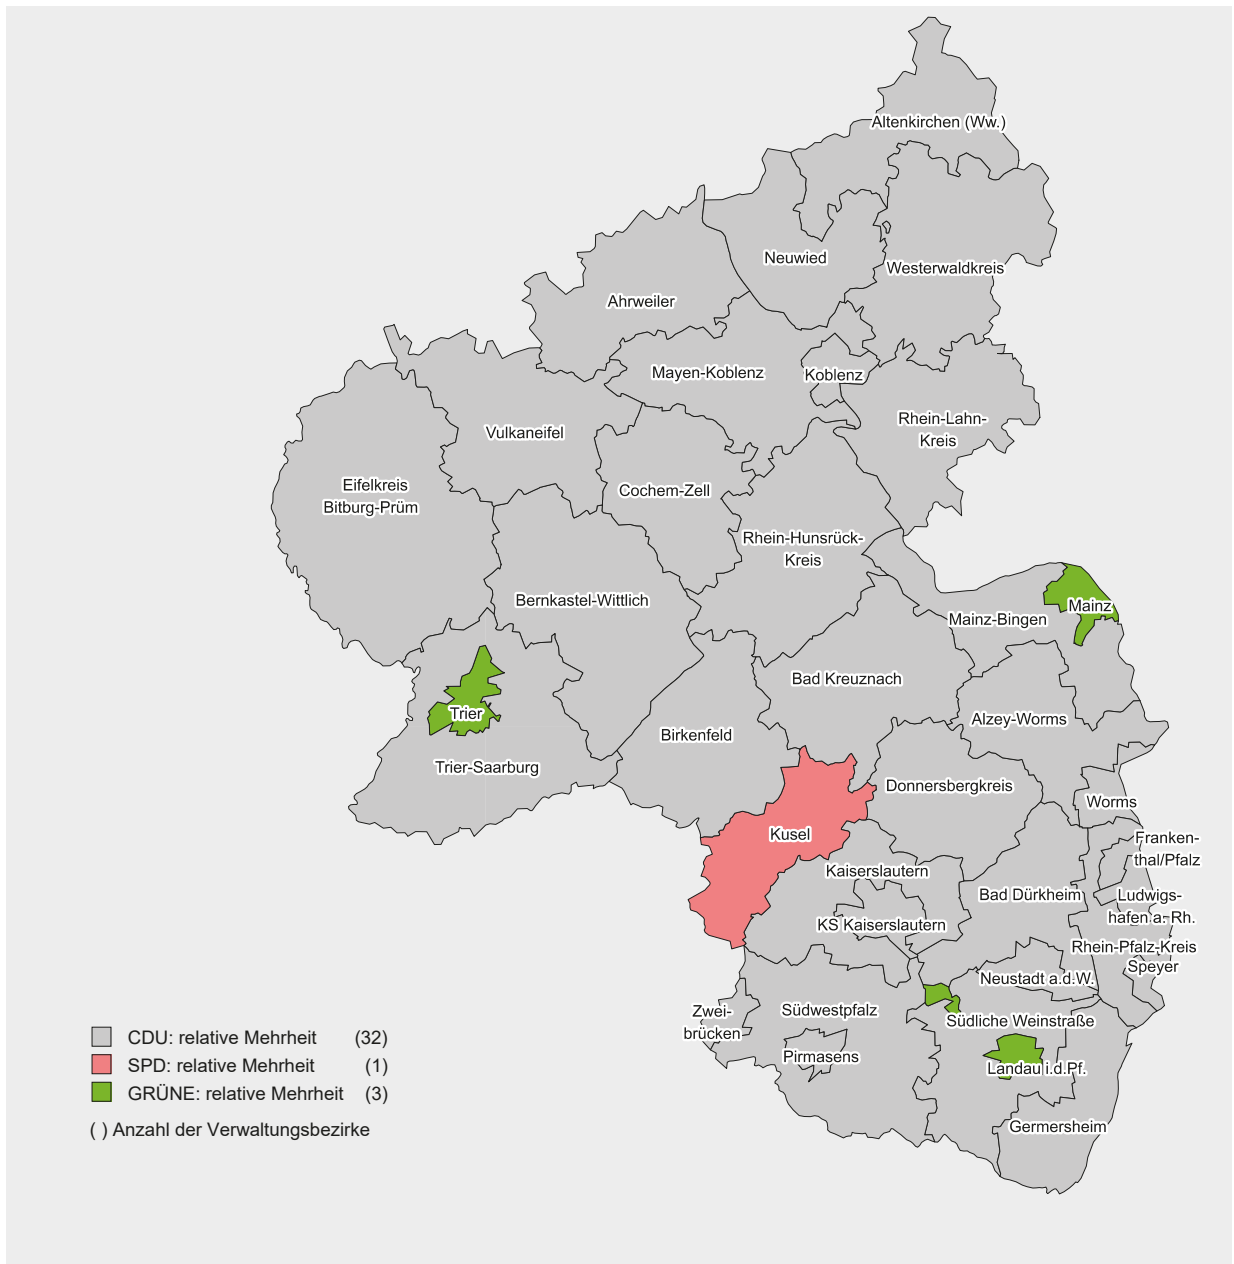 Altenkirchen (Ww.)
Neuwied
Westerwaldkreis
Ahrweiler
Mayen-Koblenz
Koblenz
Rhein-Lahn-
Kreis
Vulkaneifel
Eifelkreis
Bitburg-Prüm
Cochem-Zell
Rhein-Hunsrück-
Kreis
Bernkastel-Wittlich
Mainz
Mainz-Bingen
Bad Kreuznach
Trier
Alzey-Worms
Birkenfeld
Trier-Saarburg
Donnersbergkreis
Worms
Kusel
Franken-
thal/Pfalz
Kaiserslautern
Bad Dürkheim
Ludwigs-
hafen a. Rh.
KS Kaiserslautern
Rhein-Pfalz-Kreis
Speyer
Neustadt a.d.W.
Zwei-
brücken
Südwestpfalz
Südliche Weinstraße
Pirmasens
Landau i.d.Pf.
Germersheim
CDU: relative Mehrheit (32)
SPD: relative Mehrheit (1)
GRÜNE: relative Mehrheit (3)
( ) Anzahl der Verwaltungsbezirke